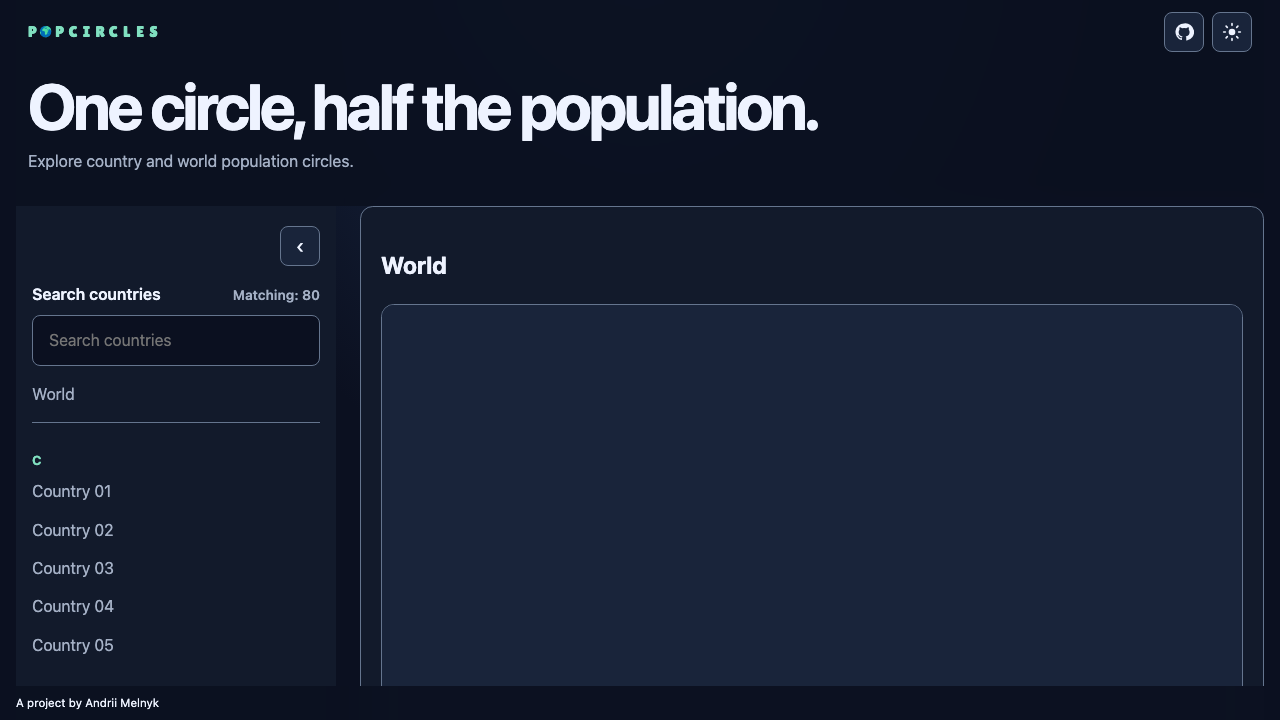 POPCIRCLES
One circle, half the population.
Explore country and world population circles.
‹
Search countries
Matching: 80
Search countries
World
C
Country 01
Country 02
Country 03
Country 04
Country 05
World
A project by Andrii Melnyk